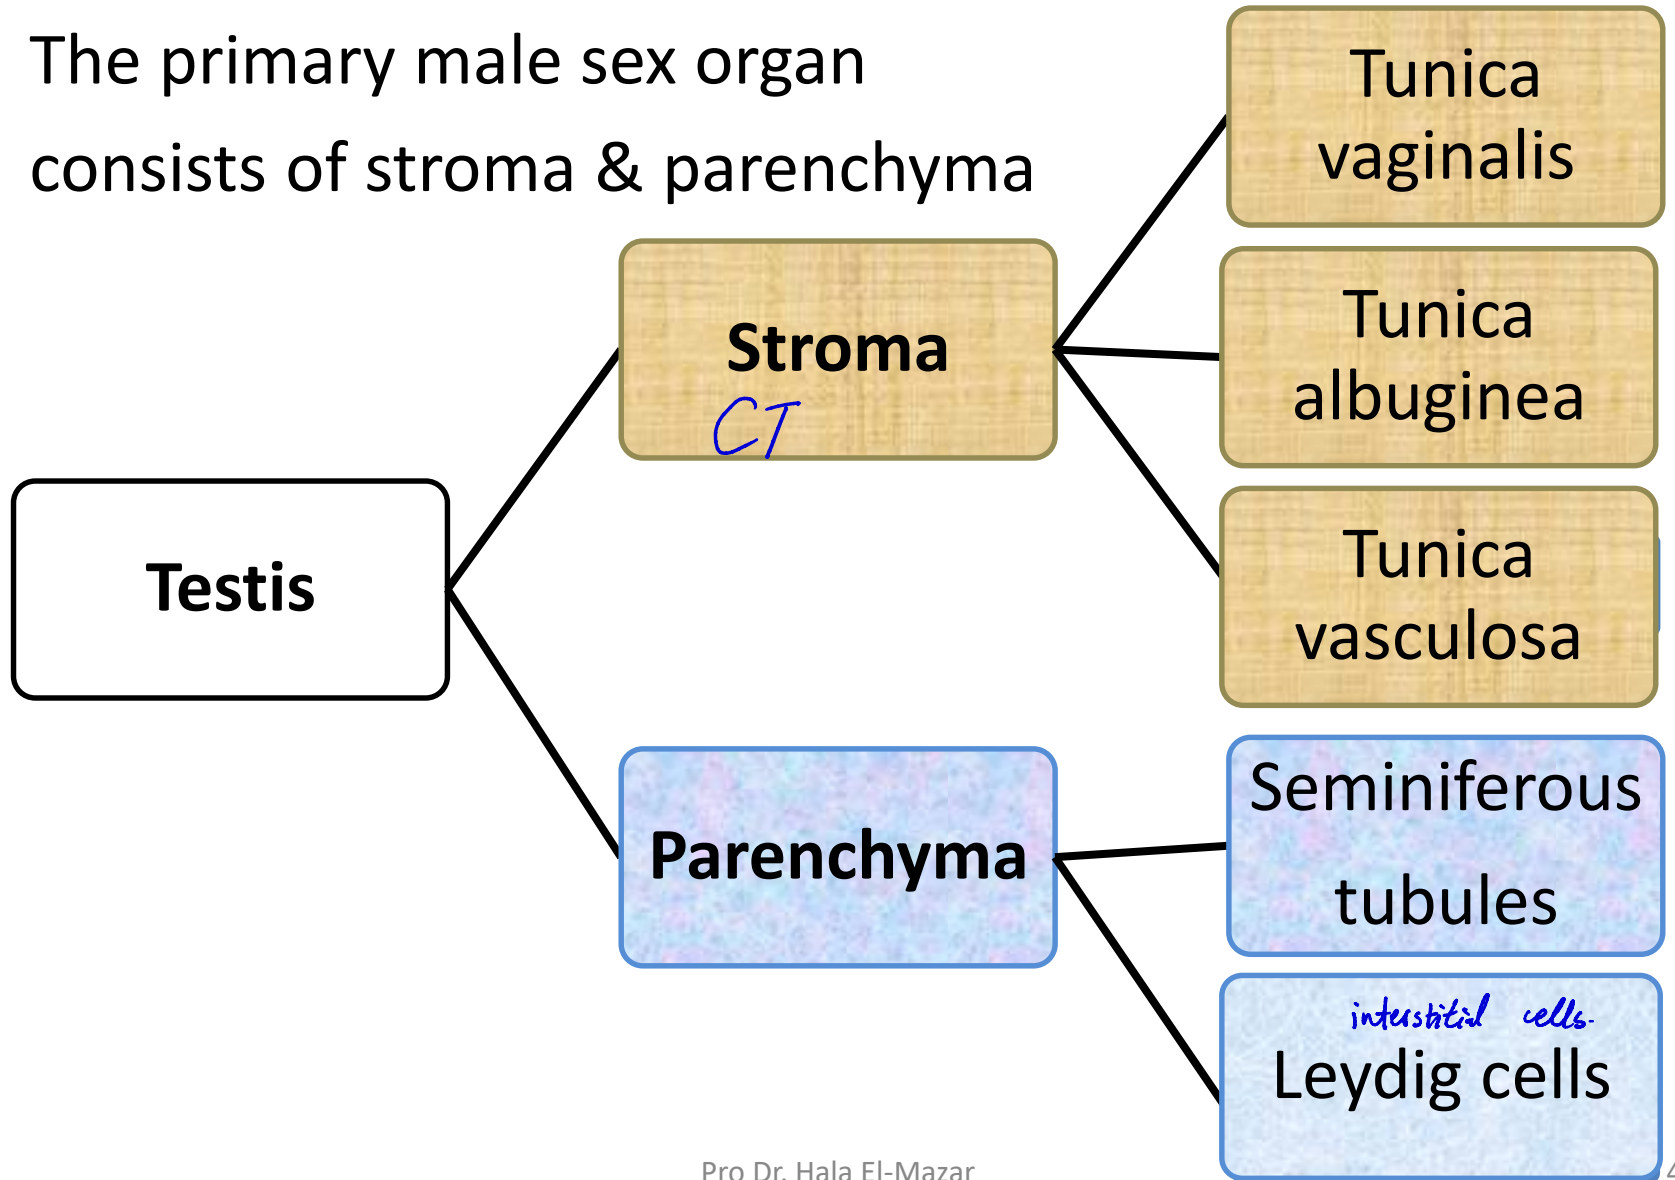 The primary male sex organ
consists of stroma & parenchyma
Testis
Stroma
CT
Parenchyma
Tunica
vaginalis
Tunica
albuginea
Tunica
vasculosa
Seminiferous
tubules
interstitial cells.
Leydig cells
Pro Dr. Hala El-Mazar
4